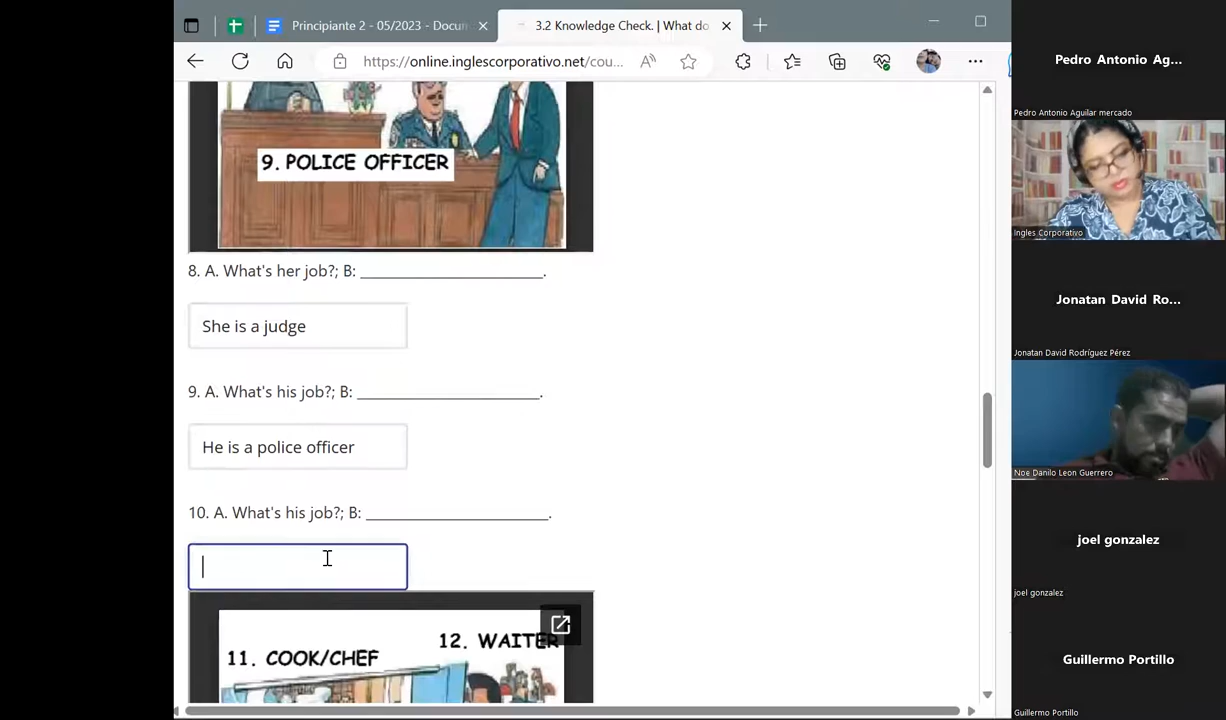 Principiante 2 - 05/2023 - Docu
3.2 Knowledge Check. | What do
https://online.inglescorporativo.net/cou...
9. POLICE OFFICER
8. A. What's her job?; B: ______________________.
She is a judge
9. A. What's his job?; B: ______________________.
He is a police officer
10. A. What's his job?; B: ______________________.
11. COOK/CHEF
12. WAITER
Pedro Antonio Ag...
Pedro Antonio Aguilar mercado
Ingles Corporativo
Jonatan David Ro...
Jonatan David Rodríguez Pérez
Noe Danilo Leon Guerrero
joel gonzalez
joel gonzalez
Guillermo Portillo
Guillermo Portillo